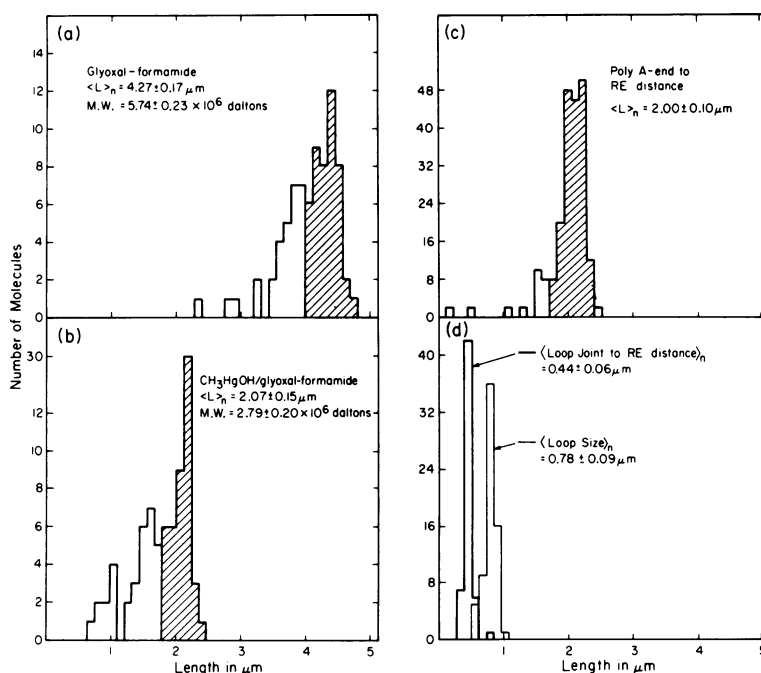 Number of Molecules
(a)
Glyoxal-formamide
<L>n = 4.27±0.17 μm
M.W. = 5.74±0.23 × 10⁶ daltons
14
12
10
8
6
4
2
0
(b)
CH₃HgOH/glyoxal-formamide
<L>n = 2.07±0.15 μm
M.W. = 2.79±0.20 × 10⁶ daltons
30
12
10
8
6
4
2
0
1 2 3 4 5
Length in μm
(c)
Poly A-end to
RE distance
<L>n = 2.00±0.10 μm
48
40
32
24
16
8
0
(d)
⟨Loop Joint to RE distance⟩n
= 0.44±0.06 μm
⟨Loop Size⟩n
= 0.78±0.09 μm
40
32
24
16
8
0
1 2 3 4 5
Length in μm